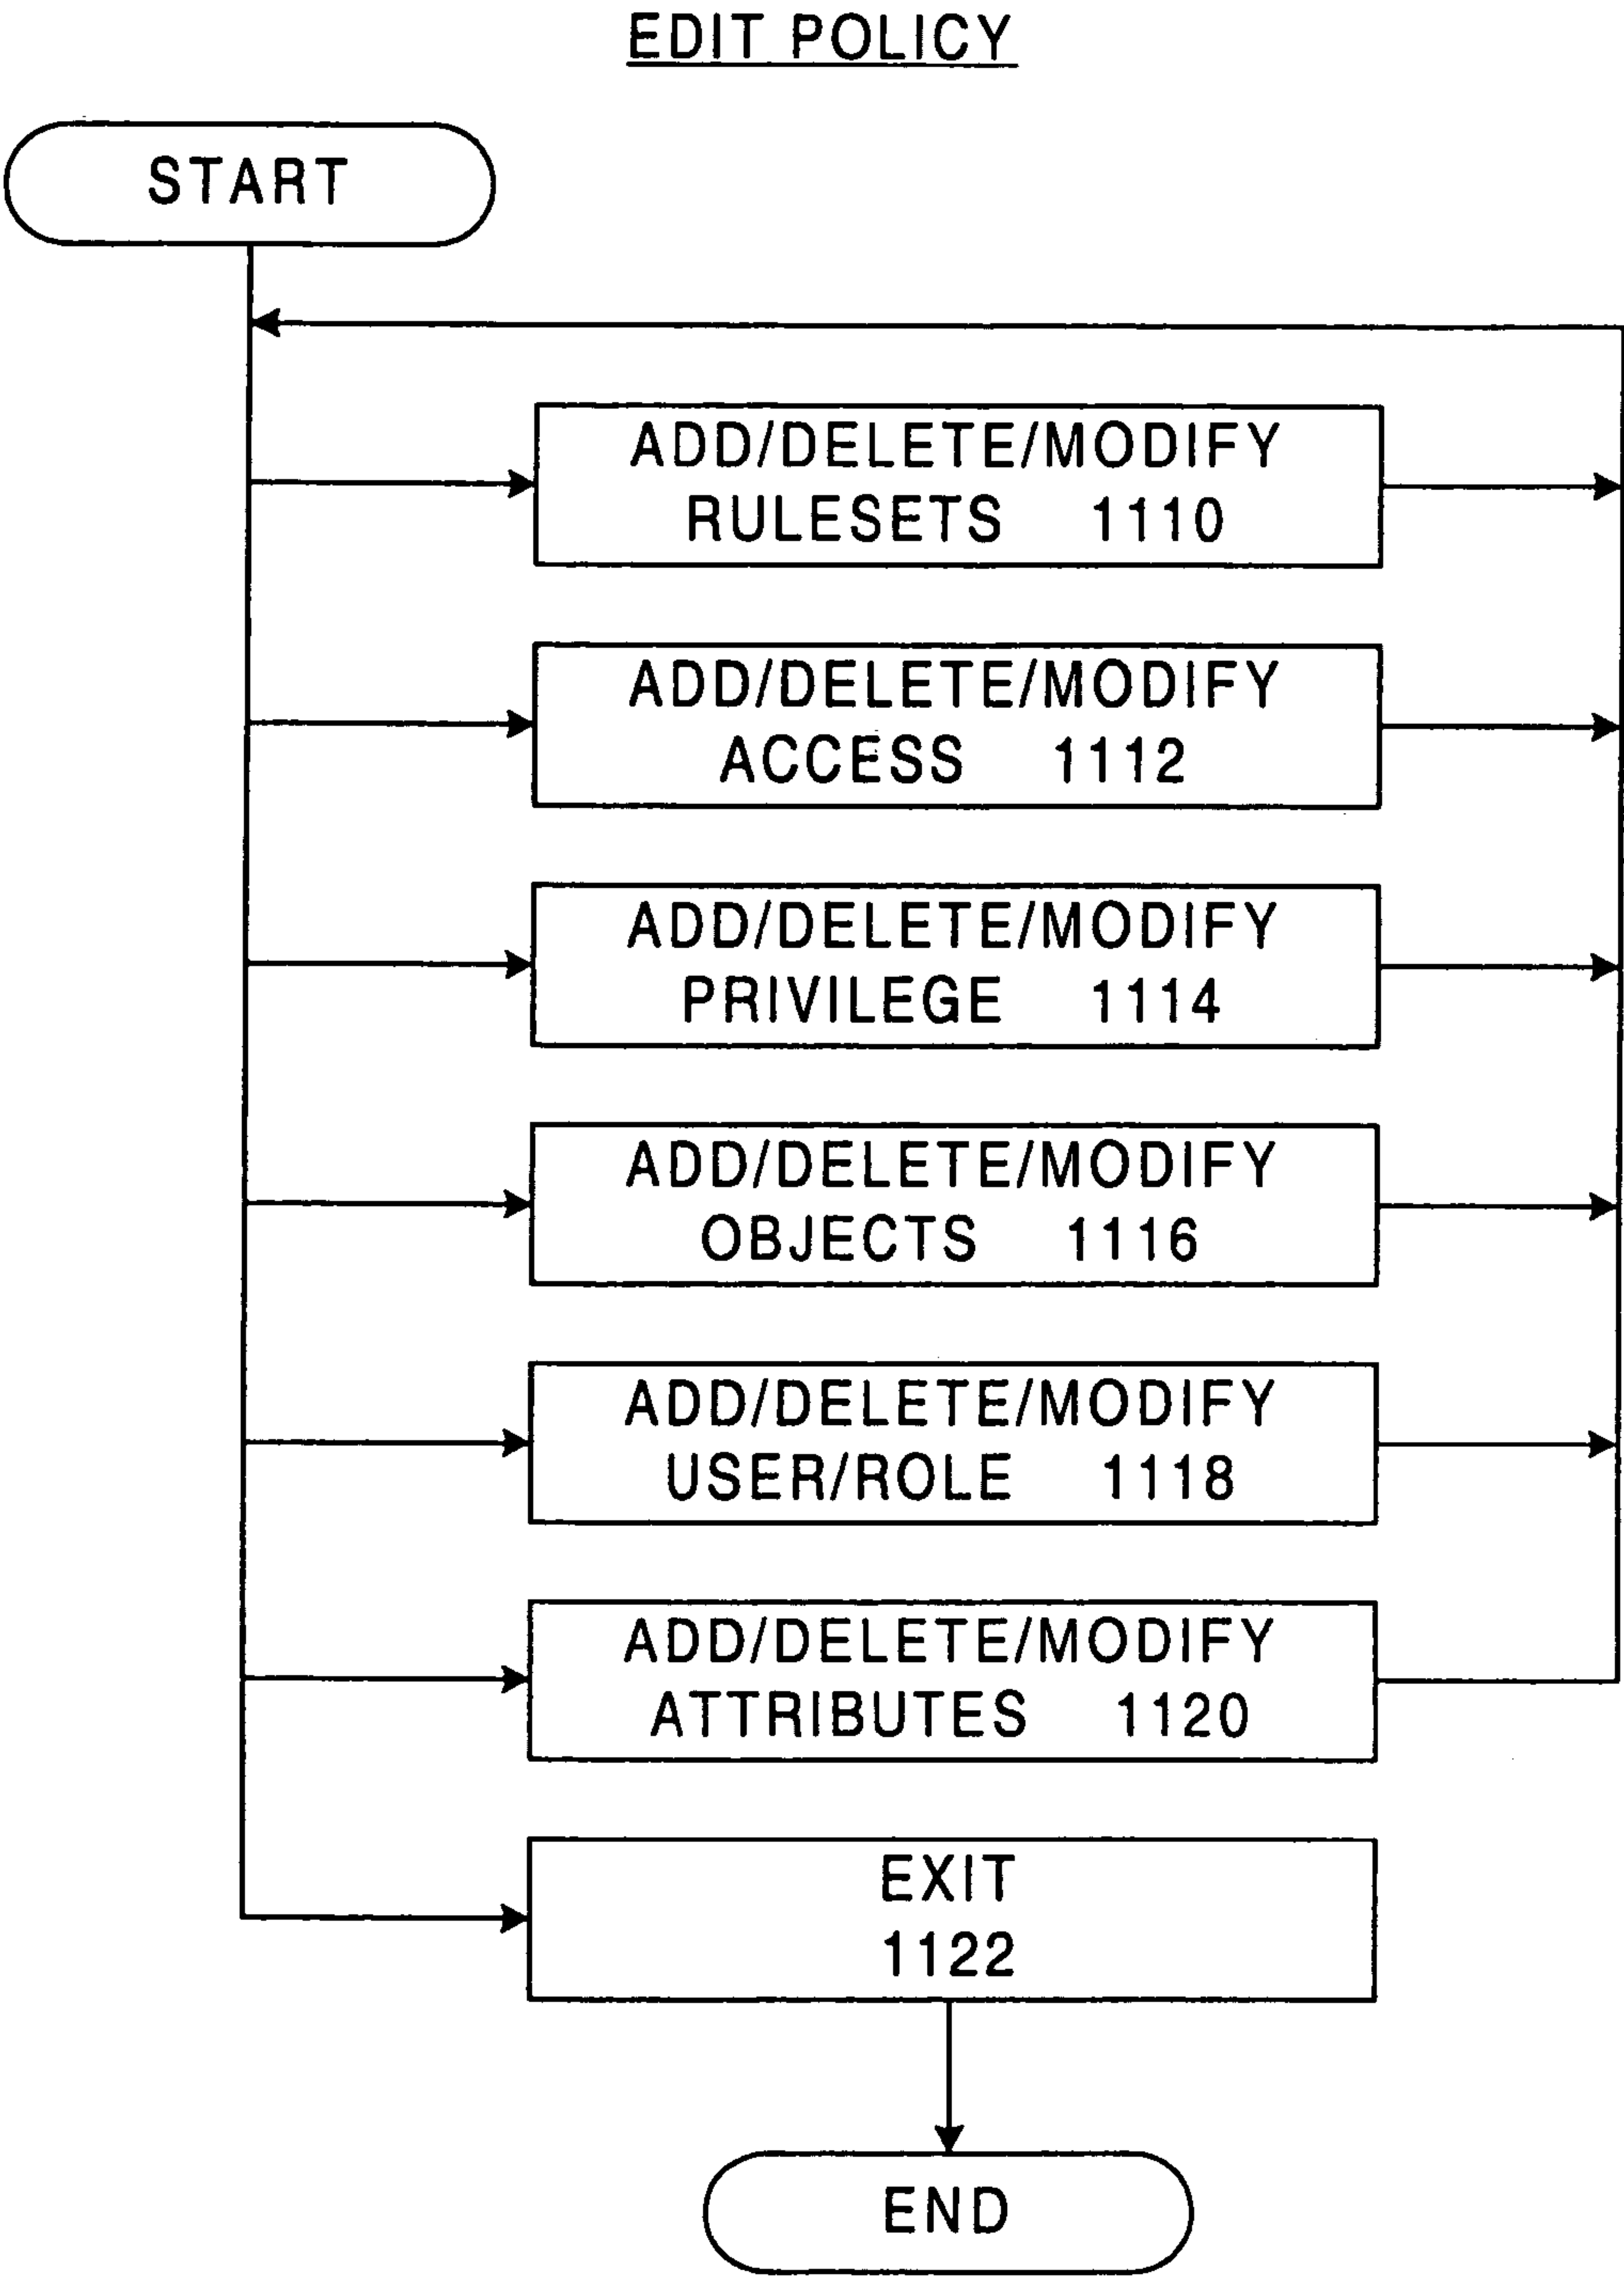 EDIT POLICY
START
ADD/DELETE/MODIFY
RULESETS 1110
ADD/DELETE/MODIFY
ACCESS 1112
ADD/DELETE/MODIFY
PRIVILEGE 1114
ADD/DELETE/MODIFY
OBJECTS 1116
ADD/DELETE/MODIFY
USER/ROLE 1118
ADD/DELETE/MODIFY
ATTRIBUTES 1120
EXIT
1122
END